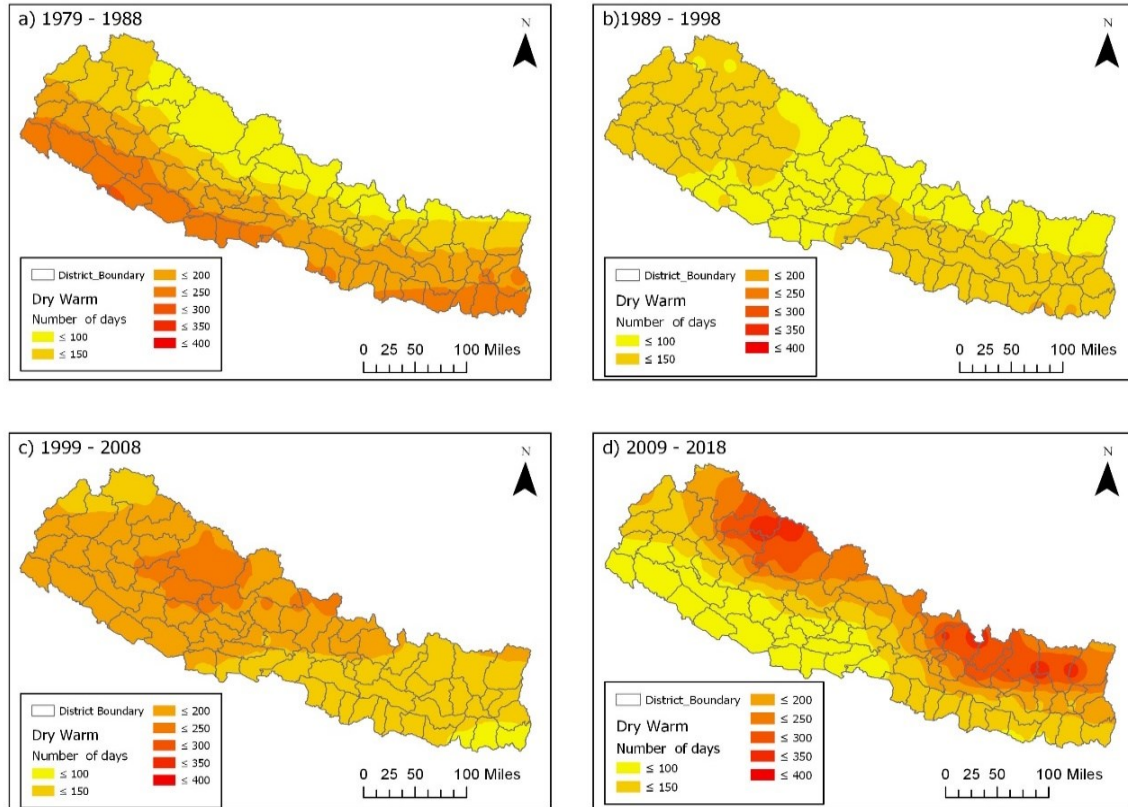 a) 1979 - 1988
N
District_Boundary
Dry Warm
Number of days
≤ 100
≤ 150
≤ 200
≤ 250
≤ 300
≤ 350
≤ 400
0 25 50 100 Miles
b)1989 - 1998
N
District_Boundary
Dry Warm
Number of days
≤ 100
≤ 150
≤ 200
≤ 250
≤ 300
≤ 350
≤ 400
0 25 50 100 Miles
c) 1999 - 2008
N
District Boundary
Dry Warm
Number of days
≤ 100
≤ 150
≤ 200
≤ 250
≤ 300
≤ 350
≤ 400
0 25 50 100 Miles
d) 2009 - 2018
N
District_Boundary
Dry Warm
Number of days
≤ 100
≤ 150
≤ 200
≤ 250
≤ 300
≤ 350
≤ 400
0 25 50 100 Miles